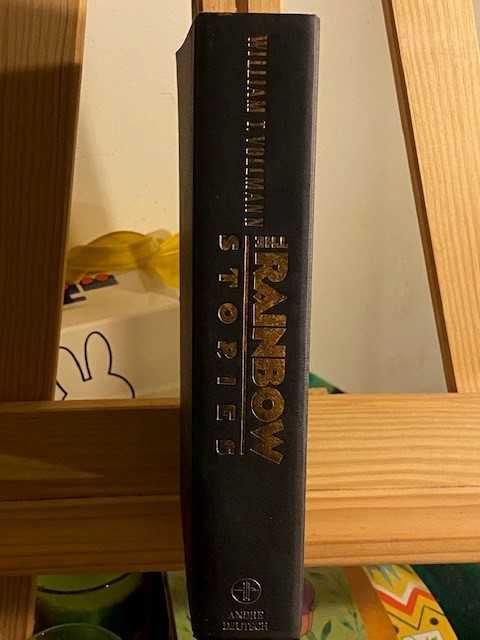 WILLIAM T. VOLLMANN
THE RAINBOW
STORIES
ANDRE
DEUTSCH